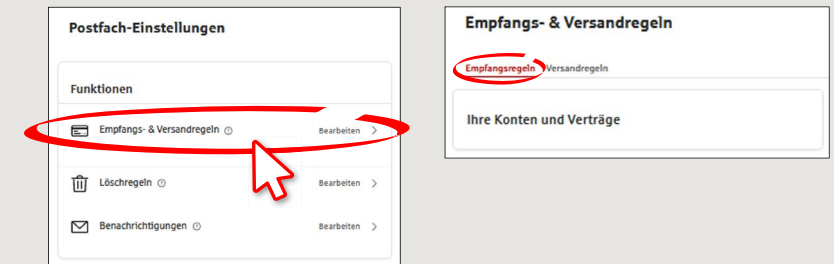 Postfach-Einstellungen
Funktionen
Empfangs- & Versandregeln Bearbeiten
Löschregeln Bearbeiten
Benachrichtigungen Bearbeiten
Empfangs- & Versandregeln
Empfangsregeln Versandregeln
Ihre Konten und Verträge